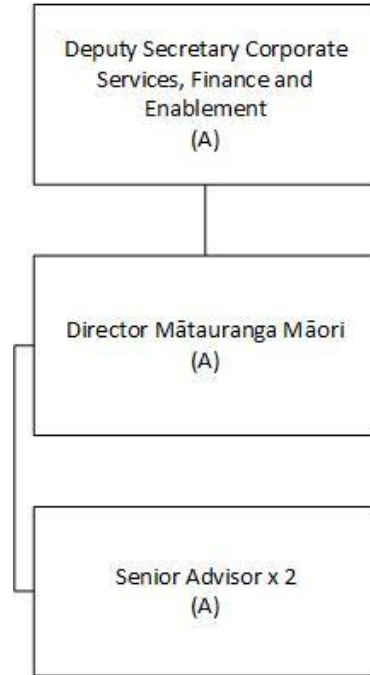 Deputy Secretary Corporate
Services, Finance and
Enablement
(A)
Director Mātauranga Māori
(A)
Senior Advisor x 2
(A)